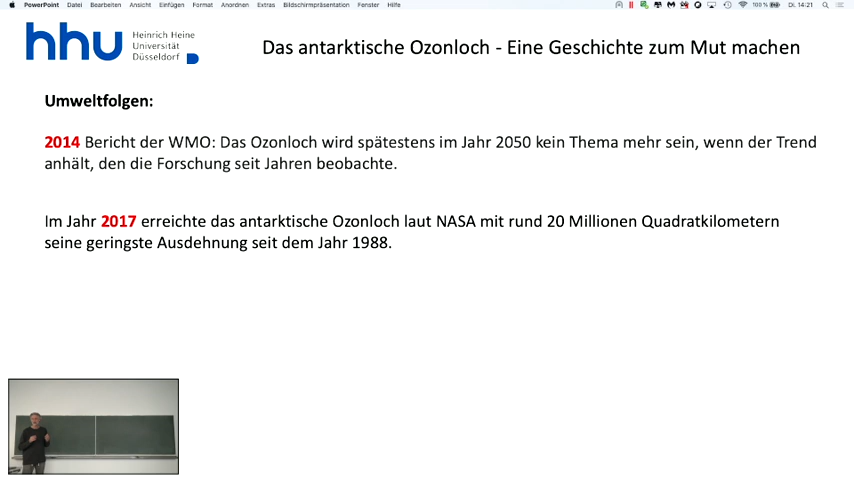 PowerPoint Datei Bearbeiten Ansicht Einfügen Format Anordnen Extras Bildschirmpräsentation Fenster Hilfe 100 % Di. 14:21
hhu Heinrich Heine
Universität
Düsseldorf
Das antarktische Ozonloch - Eine Geschichte zum Mut machen
Umweltfolgen:
2014 Bericht der WMO: Das Ozonloch wird spätestens im Jahr 2050 kein Thema mehr sein, wenn der Trend
anhält, den die Forschung seit Jahren beobachte.
Im Jahr 2017 erreichte das antarktische Ozonloch laut NASA mit rund 20 Millionen Quadratkilometern
seine geringste Ausdehnung seit dem Jahr 1988.